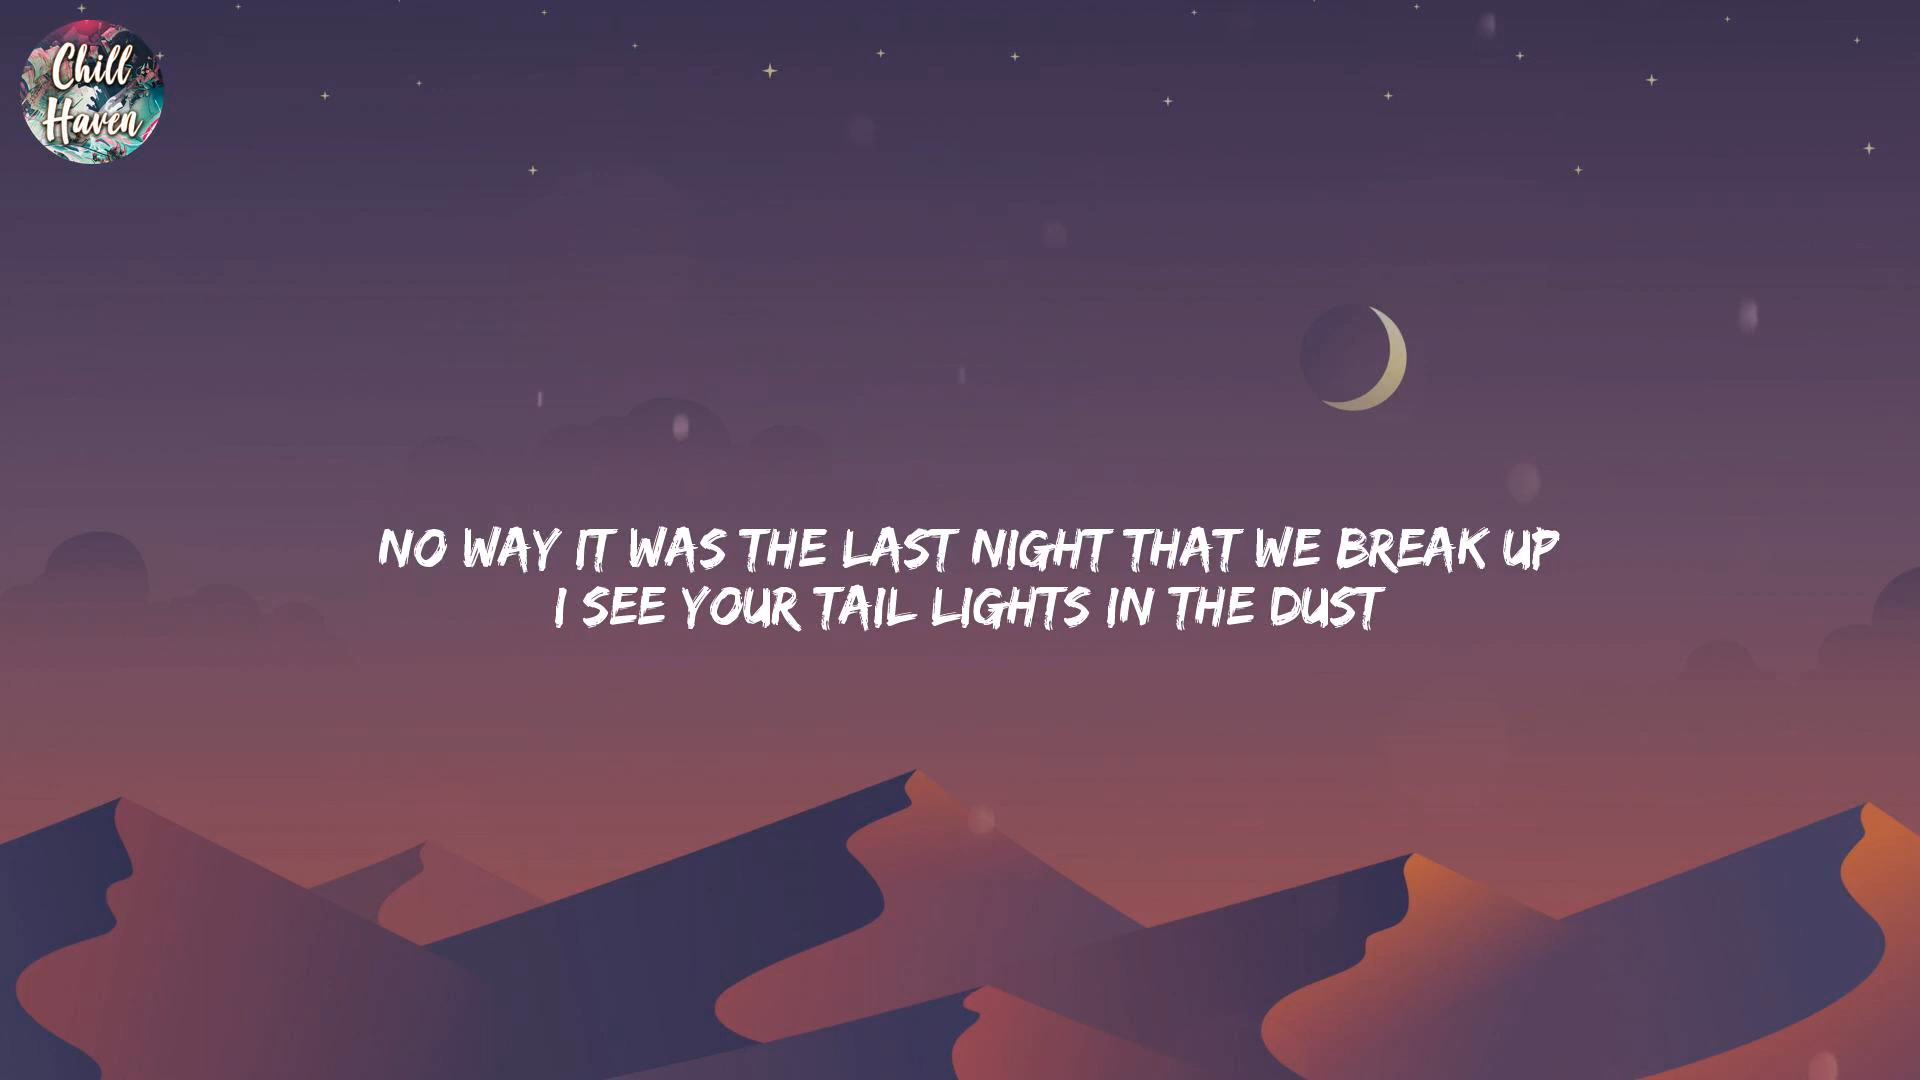 Chill
Haven
NO WAY IT WAS THE LAST NIGHT THAT WE BREAK UP
I SEE YOUR TAIL LIGHTS IN THE DUST